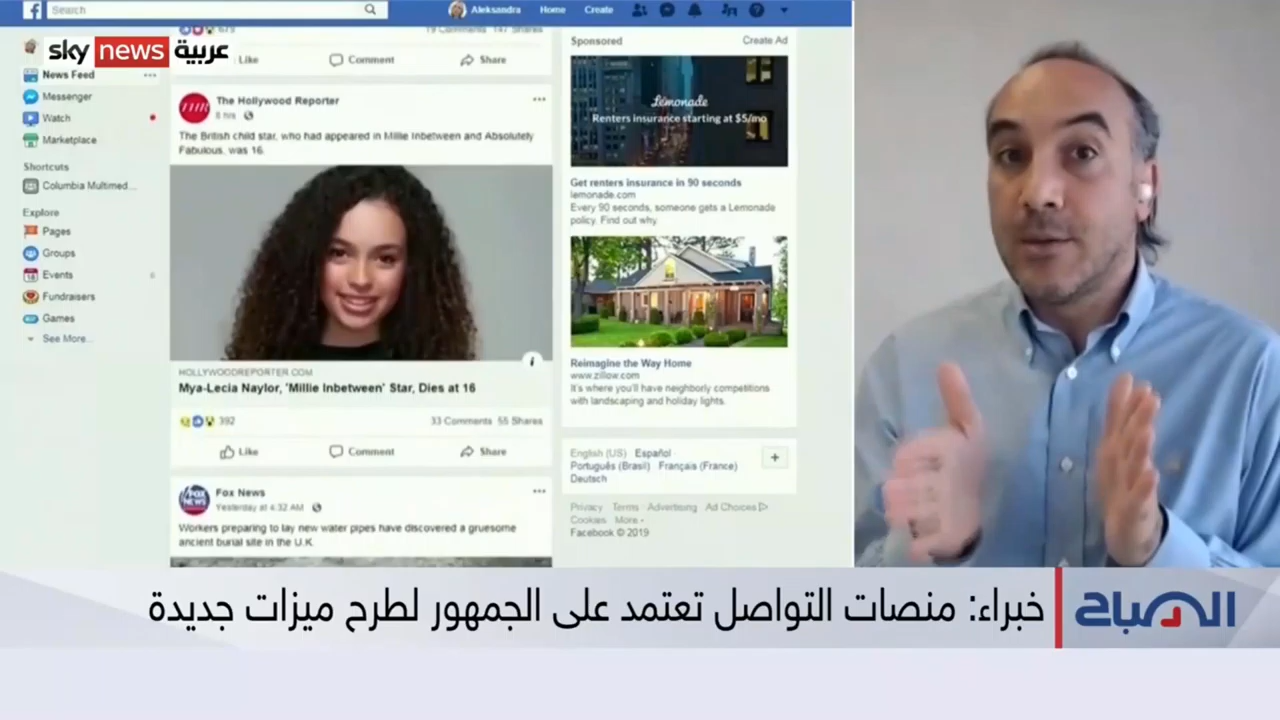 Search
Aleksandra
Home
Create
sky news عربية
News Feed
Messenger
Watch
Marketplace
Shortcuts
Columbia Multimed...
Explore
Pages
Groups
Events
6
Fundraisers
Games
See More...
675
19 Comments 147 Shares
Like
Comment
Share
The Hollywood Reporter
8 hrs
The British child star, who had appeared in Millie Inbetween and Absolutely
Fabulous, was 16.
HOLLYWOODREPORTER.COM
Mya-Lecia Naylor, 'Millie Inbetween' Star, Dies at 16
392
33 Comments 55 Shares
Like
Comment
Share
Fox News
Yesterday at 4:32 AM
Workers preparing to lay new water pipes have discovered a gruesome
ancient burial site in the U.K.
Sponsored
Create Ad
Lemonade
Renters insurance starting at $5/mo
Get renters insurance in 90 seconds
lemonade.com
Every 90 seconds, someone gets a Lemonade
policy. Find out why.
Reimagine the Way Home
www.zillow.com
It's where you'll have neighborly competitions
with landscaping and holiday lights.
English (US) Español
Português (Brasil) Français (France)
Deutsch
Privacy Terms Advertising Ad Choices
Cookies More
Facebook © 2019
الصباح
خبراء: منصات التواصل تعتمد على الجمهور لطرح ميزات جديدة